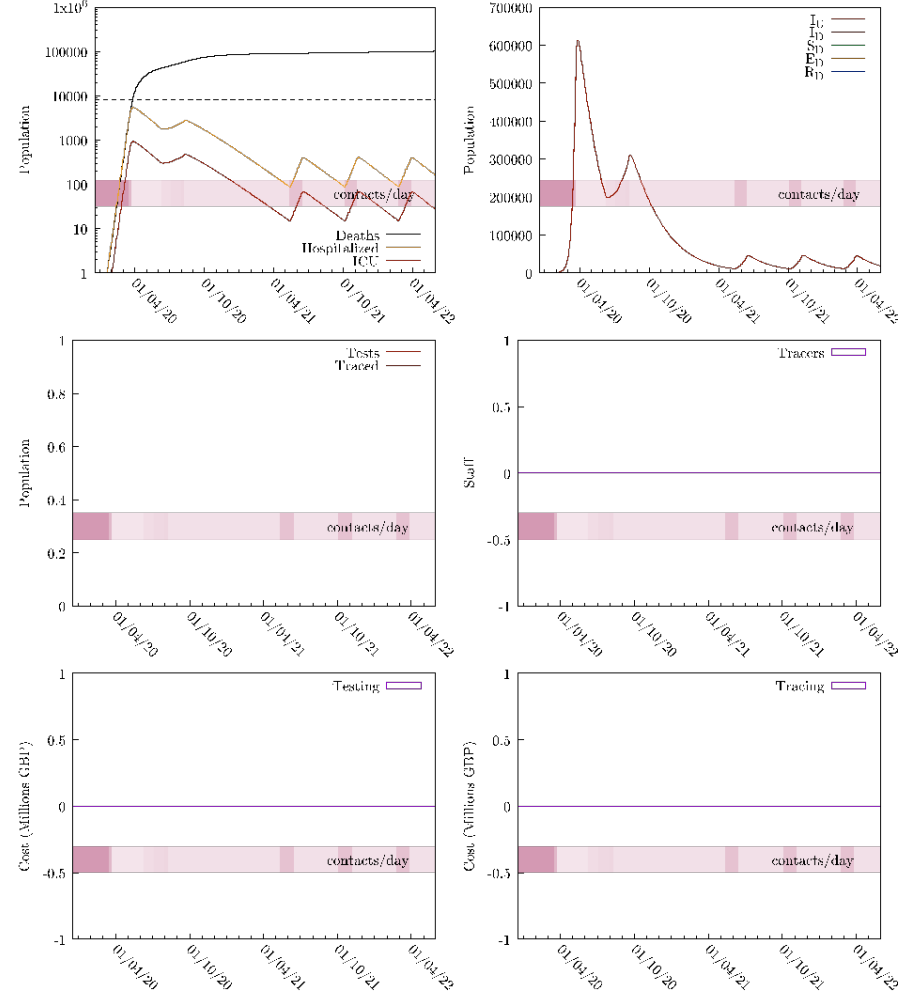 1x10^6
100000
10000
1000
100
10
1
Population
contacts/day
Deaths
Hospitalized
ICU
01/04/20
01/10/20
01/04/21
01/10/21
01/04/22
700000
600000
500000
400000
300000
200000
100000
0
Population
I_U
I_D
S_D
E_D
R_D
contacts/day
01/04/20
01/10/20
01/04/21
01/10/21
01/04/22
1
0.8
0.6
0.4
0.2
0
Population
Tests
Traced
contacts/day
01/04/20
01/10/20
01/04/21
01/10/21
01/04/22
1
0.5
0
-0.5
-1
Staff
Tracers
contacts/day
01/04/20
01/10/20
01/04/21
01/10/21
01/04/22
1
0.5
0
-0.5
-1
Cost (Millions GBP)
Testing
contacts/day
01/04/20
01/10/20
01/04/21
01/10/21
01/04/22
1
0.5
0
-0.5
-1
Cost (Millions GBP)
Tracing
contacts/day
01/04/20
01/10/20
01/04/21
01/10/21
01/04/22